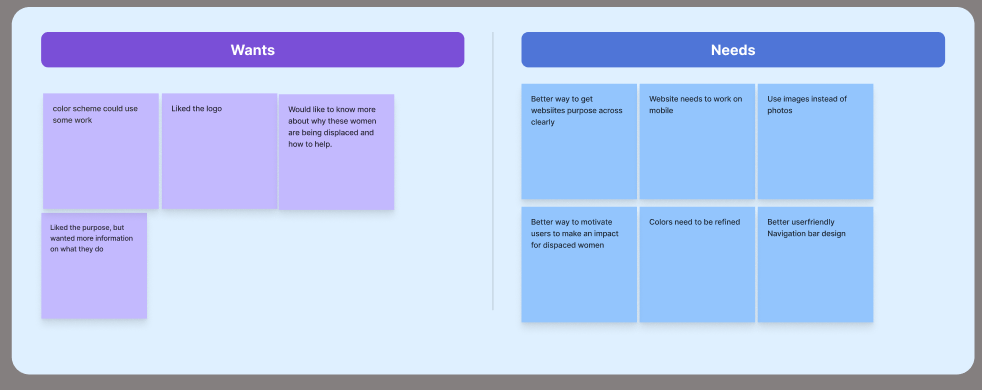 Wants
color scheme could use
some work
Liked the logo
Would like to know more
about why these women
are being displaced and
how to help.
Liked the purpose, but
wanted more information
on what they do
Needs
Better way to get
websiites purpose across
clearly
Website needs to work on
mobile
Use images instead of
photos
Better way to motivate
users to make an impact
for dispaced women
Colors need to be refined
Better userfriendly
Navigation bar design